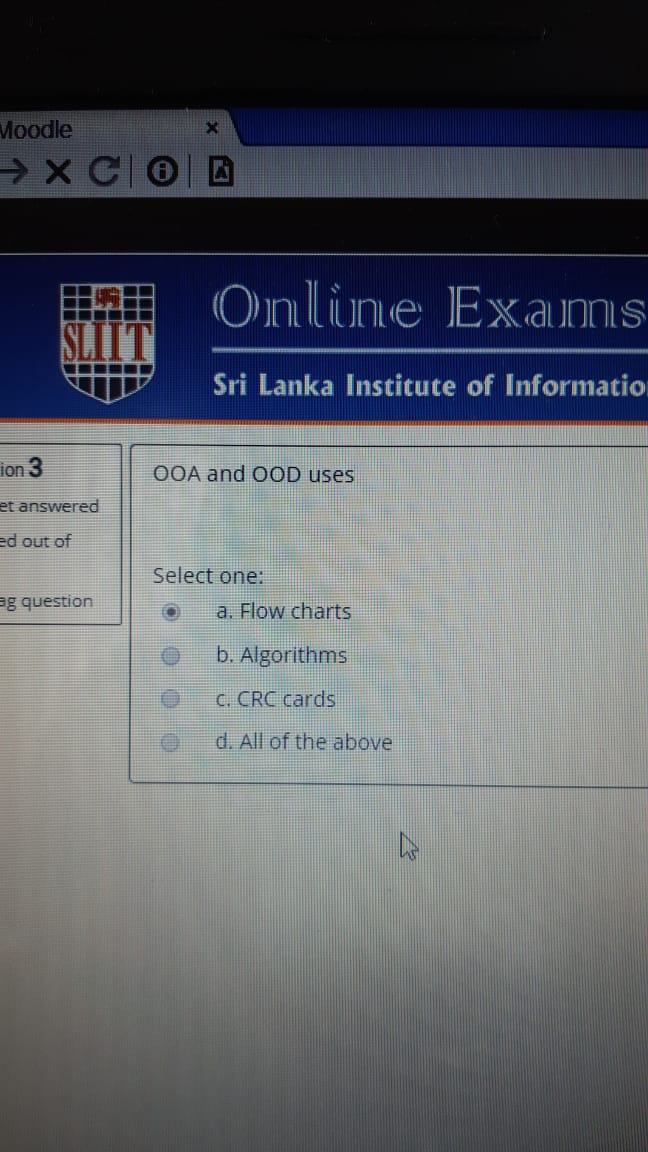 Moodle
Online Exams
SLIIT
Sri Lanka Institute of Informatio
ion 3
et answered
ed out of
ag question
OOA and OOD uses
Select one:
a. Flow charts
b. Algorithms
c. CRC cards
d. All of the above